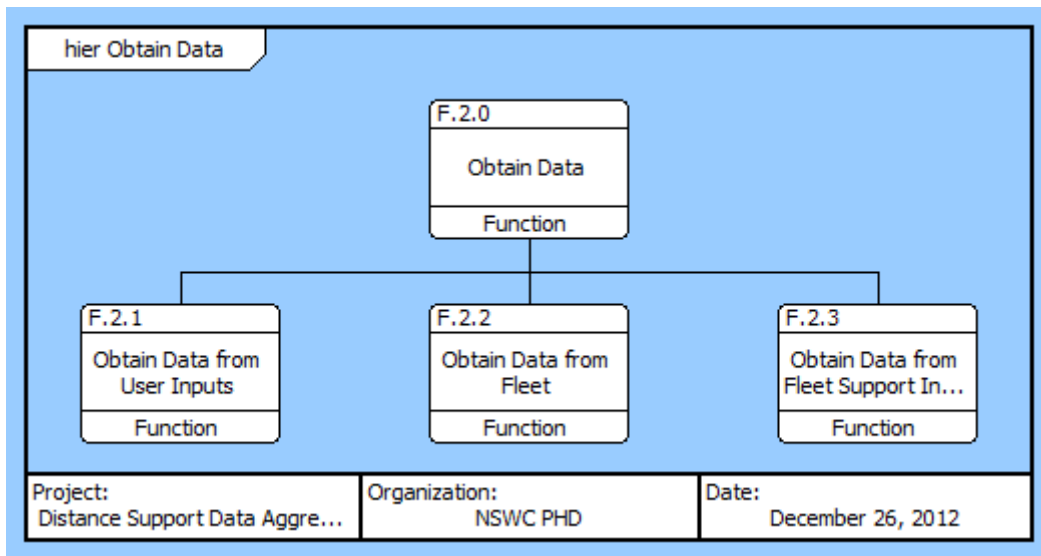 hier Obtain Data
F.2.0
Obtain Data
Function
F.2.1
Obtain Data from
User Inputs
Function
F.2.2
Obtain Data from
Fleet
Function
F.2.3
Obtain Data from
Fleet Support In...
Function
Project:
Distance Support Data Aggre...
Organization:
NSWC PHD
Date:
December 26, 2012